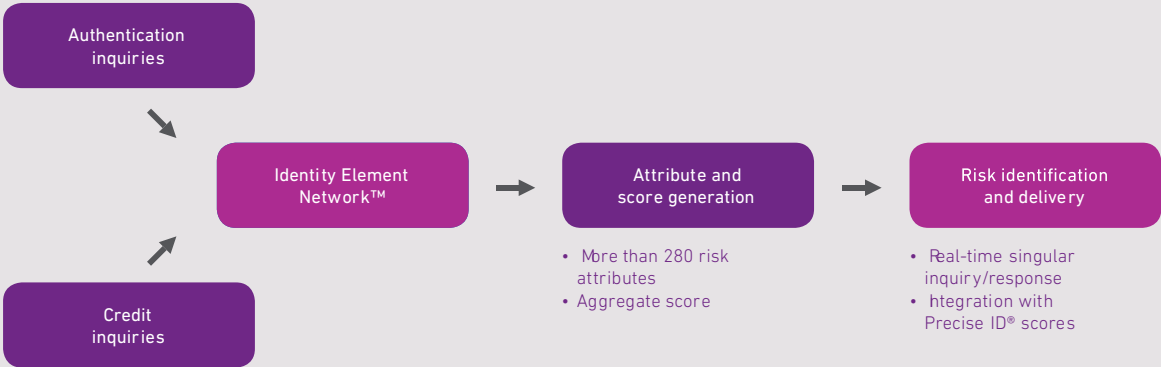 Authentication
inquiries
Identity Element
Network™
Attribute and
score generation
Risk identification
and delivery
• More than 280 risk
attributes
• Aggregate score
• Real-time singular
inquiry/response
• Integration with
Precise ID® scores
Credit
inquiries